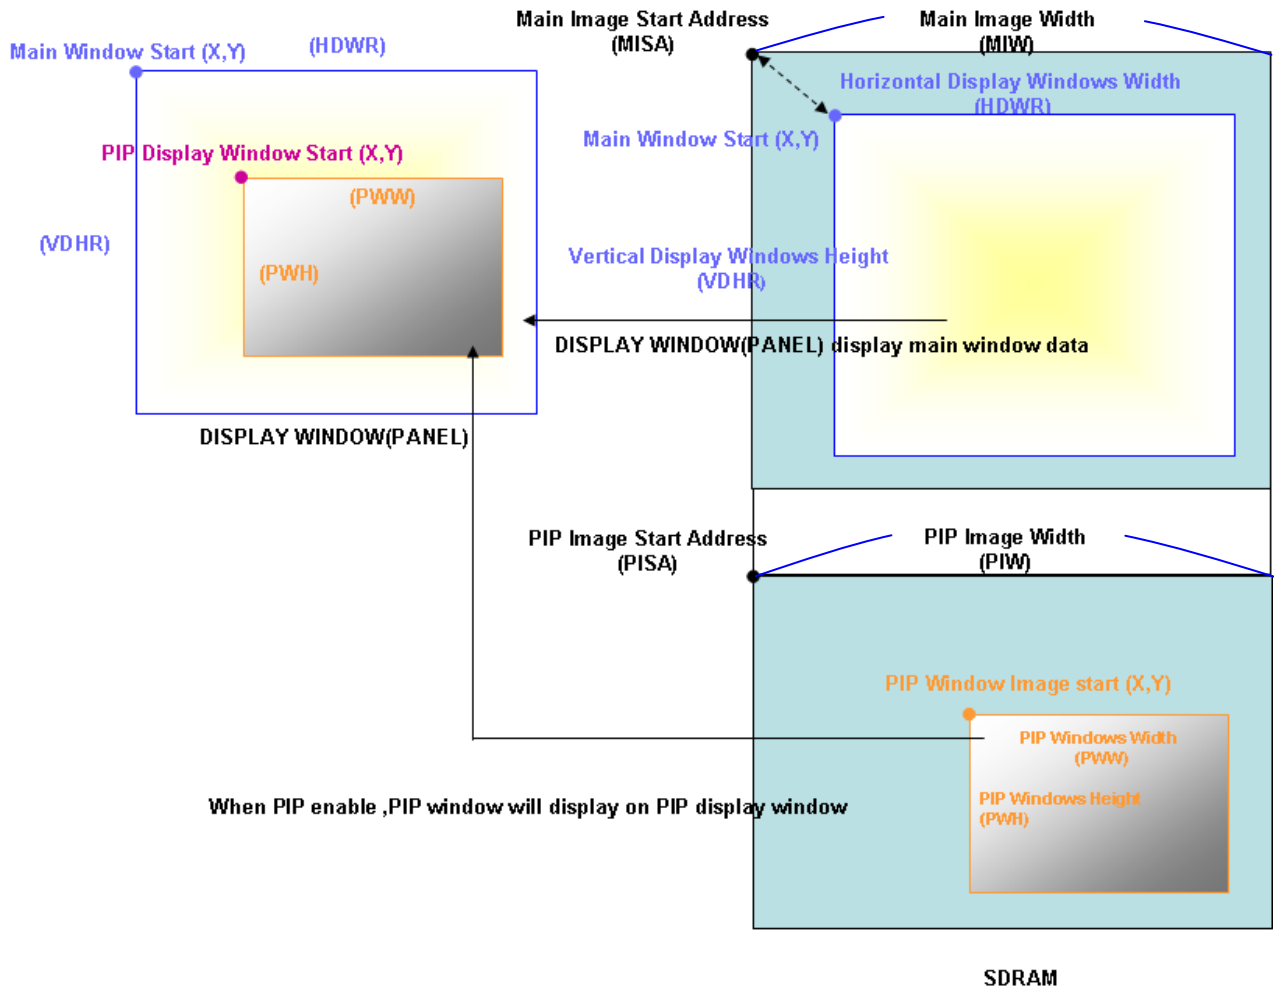 Main Image Start Address
(MISA)
Main Image Width
(MIW)
Main Window Start (X,Y)
(HDWR)
Horizontal Display Windows Width
(HDWR)
Main Window Start (X,Y)
PIP Display Window Start (X,Y)
(PWW)
(VDHR)
(PWH)
Vertical Display Windows Height
(VDHR)
DISPLAY WINDOW(PANEL) display main window data
DISPLAY WINDOW(PANEL)
PIP Image Start Address
(PISA)
PIP Image Width
(PIW)
PIP Window Image start (X,Y)
PIP Windows Width
(PWW)
PIP Windows Height
(PWH)
When PIP enable ,PIP window will display on PIP display window
SDRAM